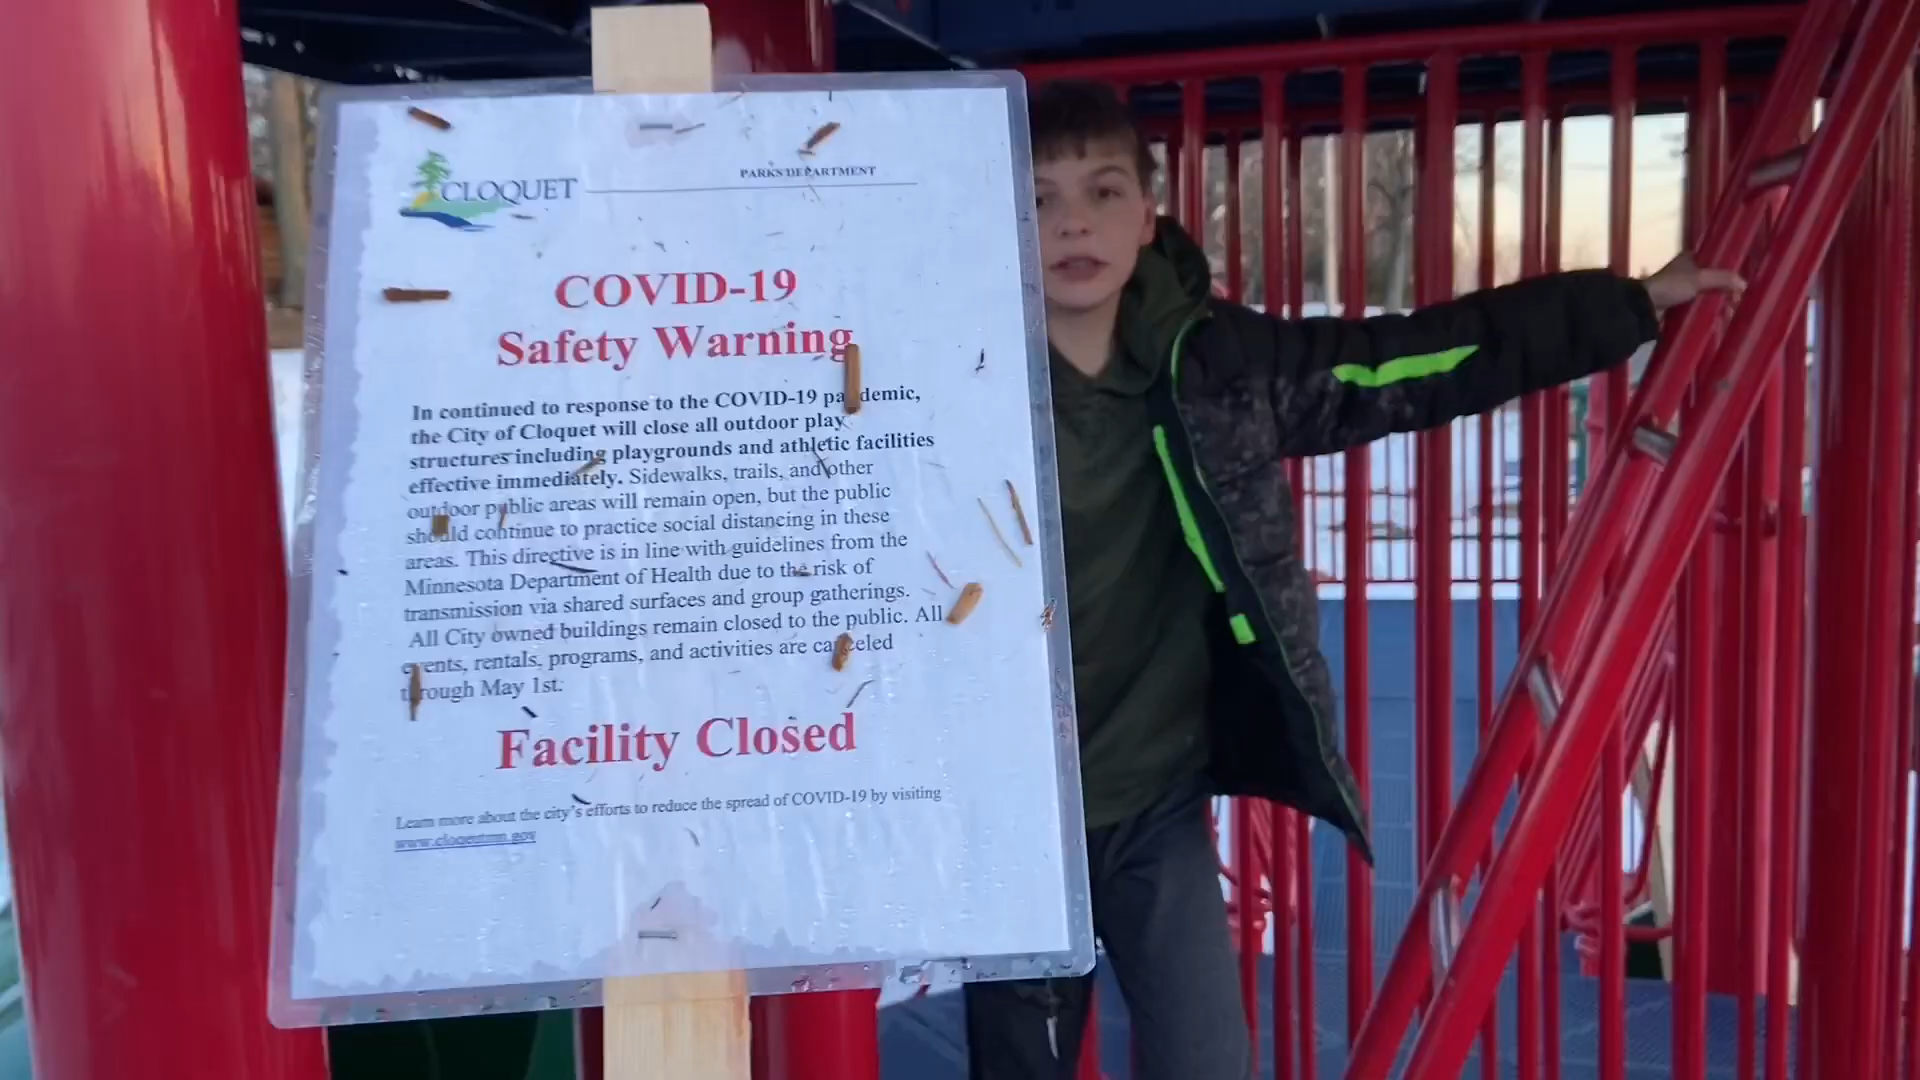 CLOQUET
PARKS DEPARTMENT
COVID-19
Safety Warning
In continued to response to the COVID-19 pandemic,
the City of Cloquet will close all outdoor play
structures including playgrounds and athletic facilities
effective immediately. Sidewalks, trails, and other
outdoor public areas will remain open, but the public
should continue to practice social distancing in these
areas. This directive is in line with guidelines from the
Minnesota Department of Health due to the risk of
transmission via shared surfaces and group gatherings.
All City owned buildings remain closed to the public. All
events, rentals, programs, and activities are canceled
through May 1st.
Facility Closed
Learn more about the city's efforts to reduce the spread of COVID-19 by visiting
www.cloquetmn.gov